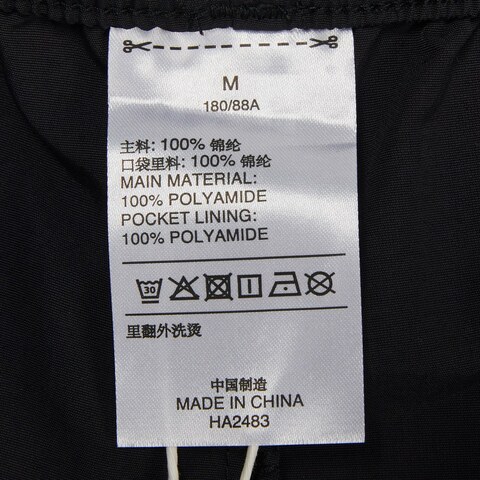 M
180/88A
主料: 100% 锦纶
口袋里料: 100% 锦纶
MAIN MATERIAL:
100% POLYAMIDE
POCKET LINING:
100% POLYAMIDE
30
里翻外洗烫
中国制造
MADE IN CHINA
HA2483